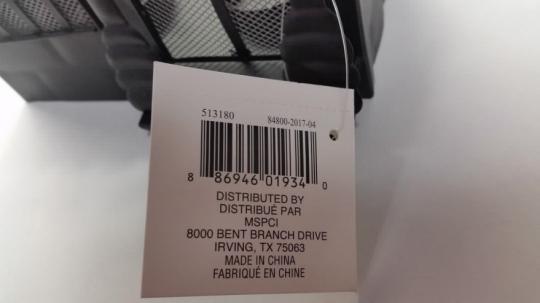 513180 84800-2017-04
8 86946 01934 0
DISTRIBUTED BY
DISTRIBUÉ PAR
MSPCI
8000 BENT BRANCH DRIVE
IRVING, TX 75063
MADE IN CHINA
FABRIQUÉ EN CHINE